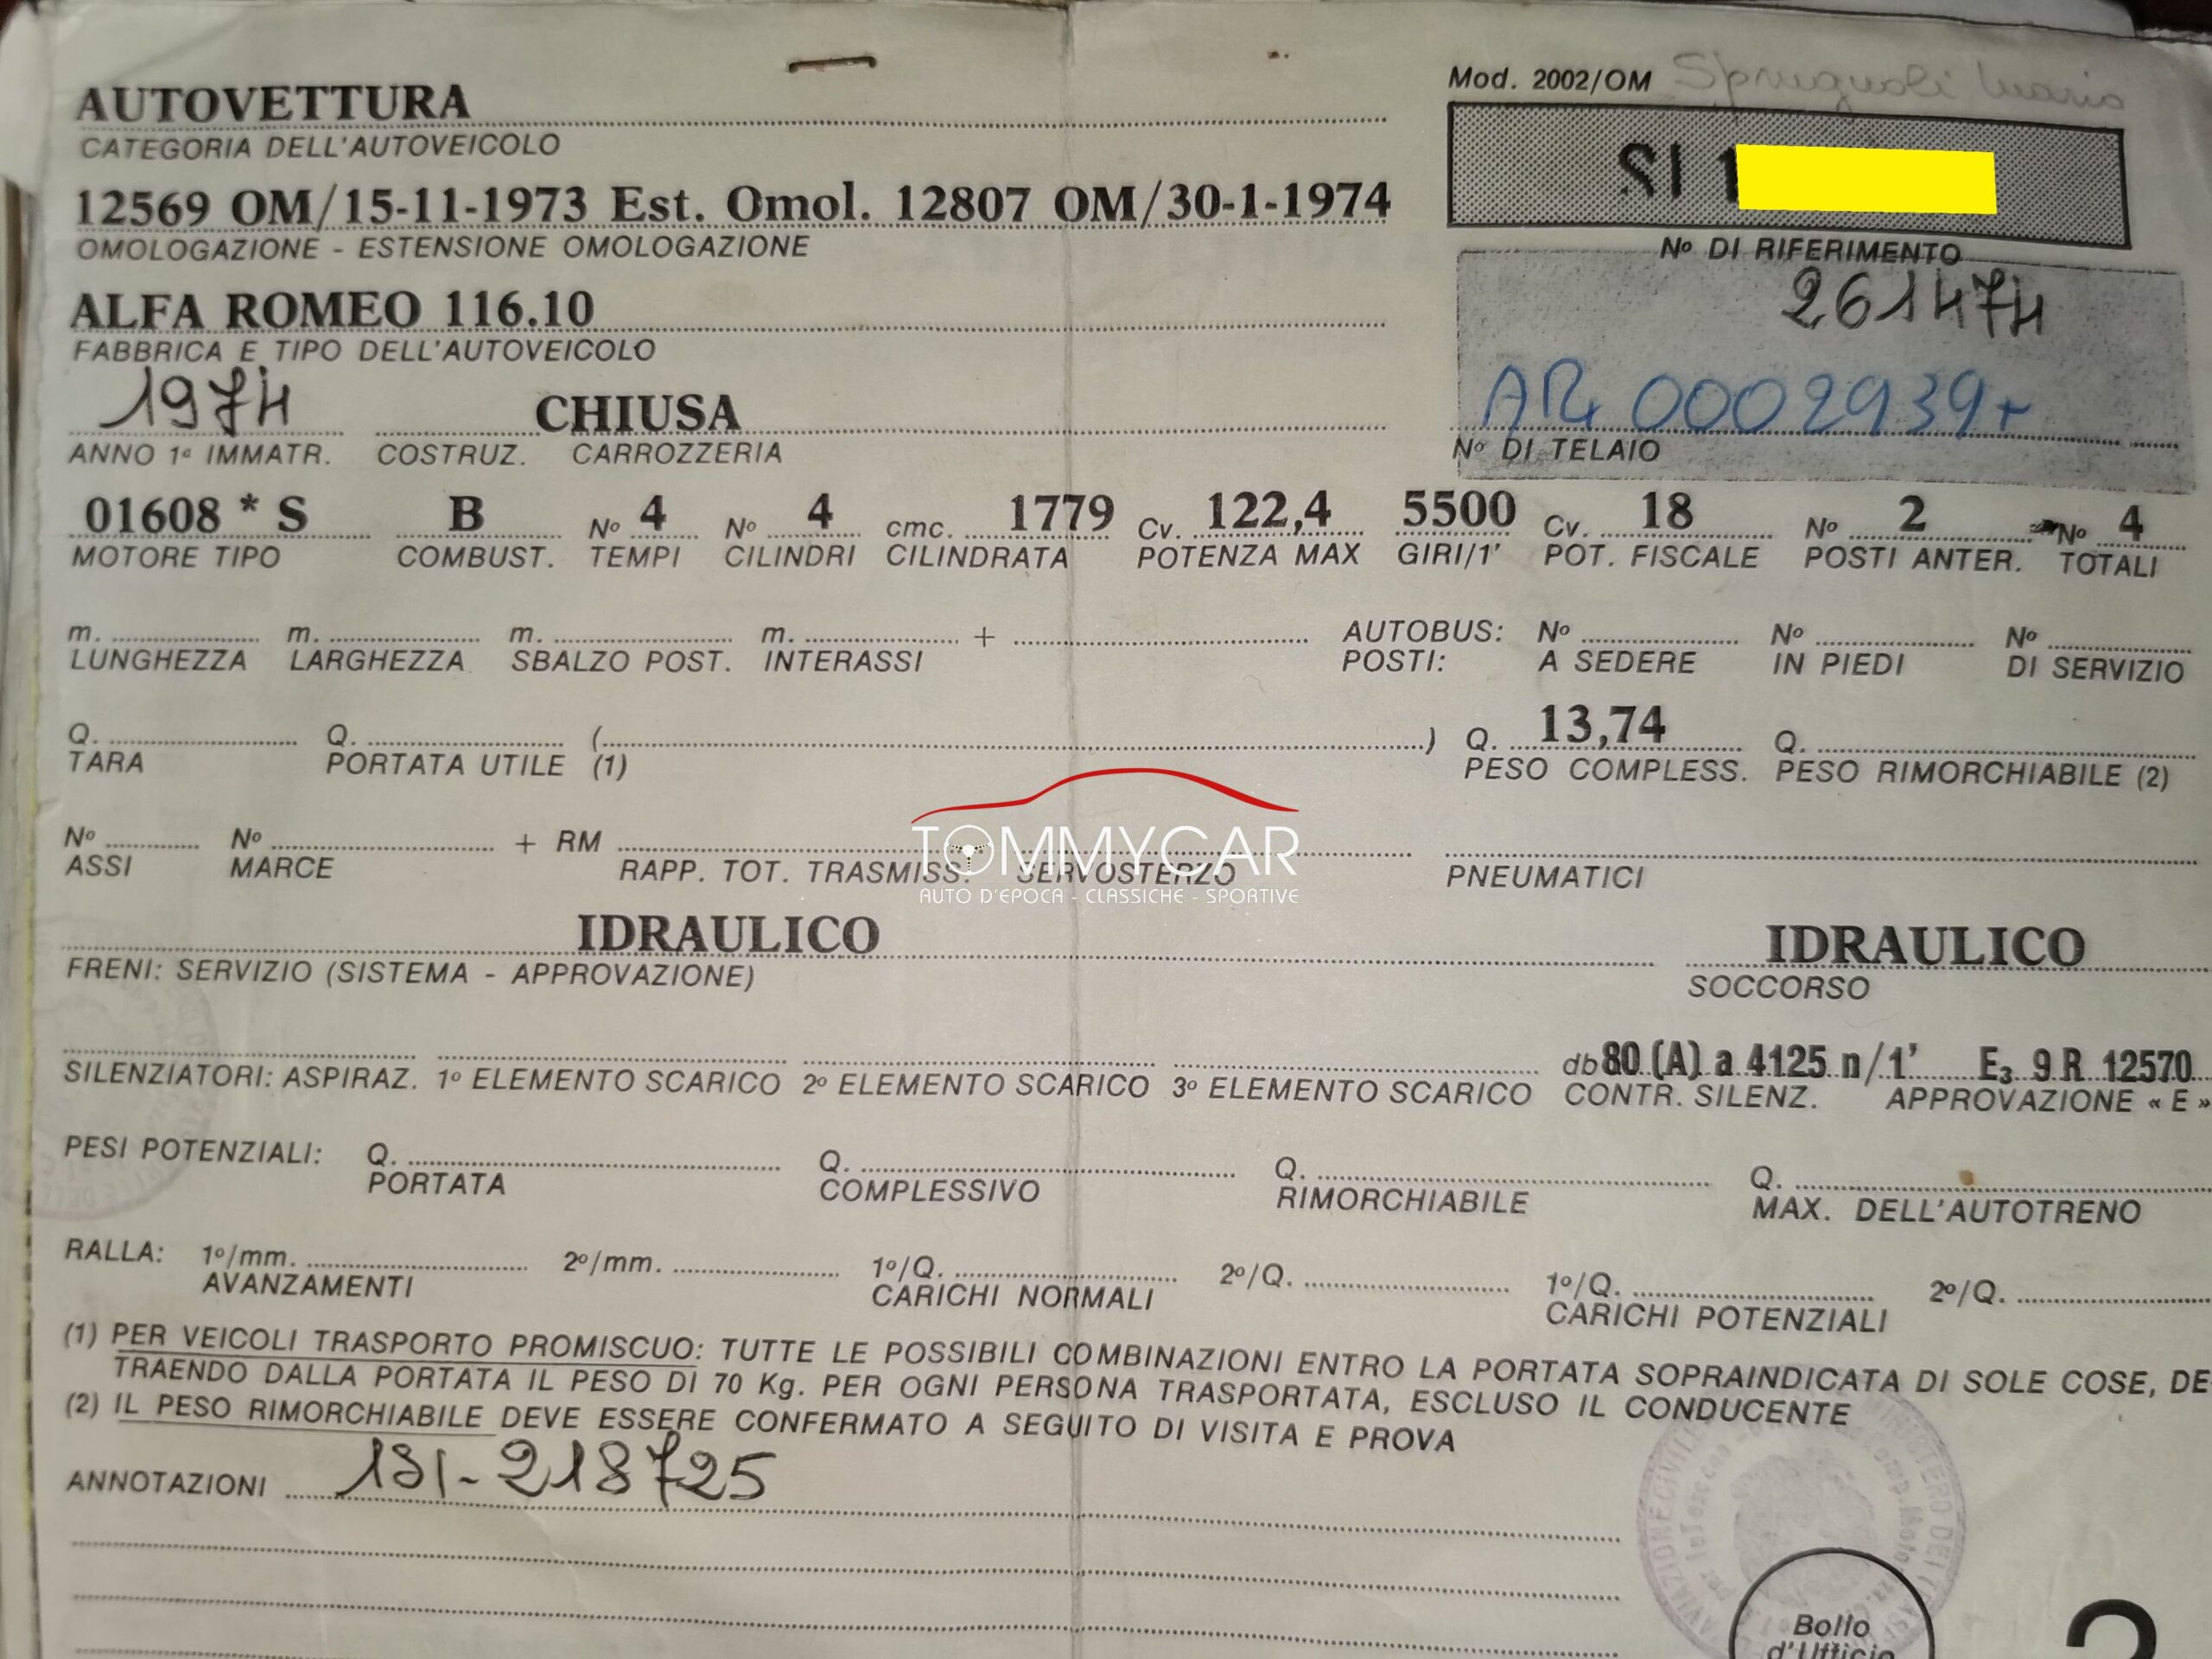 Mod. 2002/OM Sprugnoli Mario
AUTOVETTURA
CATEGORIA DELL'AUTOVEICOLO
SI 1
12569 OM/15-11-1973 Est. Omol. 12807 OM/30-1-1974
OMOLOGAZIONE - ESTENSIONE OMOLOGAZIONE
Nº DI RIFERIMENTO
261474
ALFA ROMEO 116.10
FABBRICA E TIPO DELL'AUTOVEICOLO
AR 0002939+
1974 CHIUSA
ANNO 1ª IMMATR. COSTRUZ. CARROZZERIA Nº DI TELAIO
01608 * S B Nº 4 Nº 4 cmc. 1779 Cv. 122,4 5500 Cv. 18 Nº 2 Nº 4
MOTORE TIPO COMBUST. TEMPI CILINDRI CILINDRATA POTENZA MAX GIRI/1' POT. FISCALE POSTI ANTER. TOTALI
m. m. m. m. + AUTOBUS: Nº Nº Nº
LUNGHEZZA LARGHEZZA SBALZO POST. INTERASSI POSTI: A SEDERE IN PIEDI DI SERVIZIO
Q. Q. ( ) Q. 13,74 Q.
TARA PORTATA UTILE (1) PESO COMPLESS. PESO RIMORCHIABILE (2)
Nº Nº + RM
ASSI MARCE RAPP. TOT. TRASMISS. SERVOSTERZO PNEUMATICI
TOMMYCAR
AUTO D'EPOCA - CLASSICHE - SPORTIVE
IDRAULICO IDRAULICO
FRENI: SERVIZIO (SISTEMA - APPROVAZIONE) SOCCORSO
db 80 (A) a 4125 n/1' E3 9 R 12570
SILENZIATORI: ASPIRAZ. 1º ELEMENTO SCARICO 2º ELEMENTO SCARICO 3º ELEMENTO SCARICO CONTR. SILENZ. APPROVAZIONE « E »
PESI POTENZIALI: Q. Q. Q. Q.
PORTATA COMPLESSIVO RIMORCHIABILE MAX. DELL'AUTOTRENO
RALLA: 1º/mm. 2º/mm. 1º/Q. 2º/Q. 1º/Q. 2º/Q.
AVANZAMENTI CARICHI NORMALI CARICHI POTENZIALI
(1) PER VEICOLI TRASPORTO PROMISCUO: TUTTE LE POSSIBILI COMBINAZIONI ENTRO LA PORTATA SOPRAINDICATA DI SOLE COSE, DE-
TRAENDO DALLA PORTATA IL PESO DI 70 Kg. PER OGNI PERSONA TRASPORTATA, ESCLUSO IL CONDUCENTE
(2) IL PESO RIMORCHIABILE DEVE ESSERE CONFERMATO A SEGUITO DI VISITA E PROVA
ANNOTAZIONI 131-218725
Bollo
d'Ufficio
2